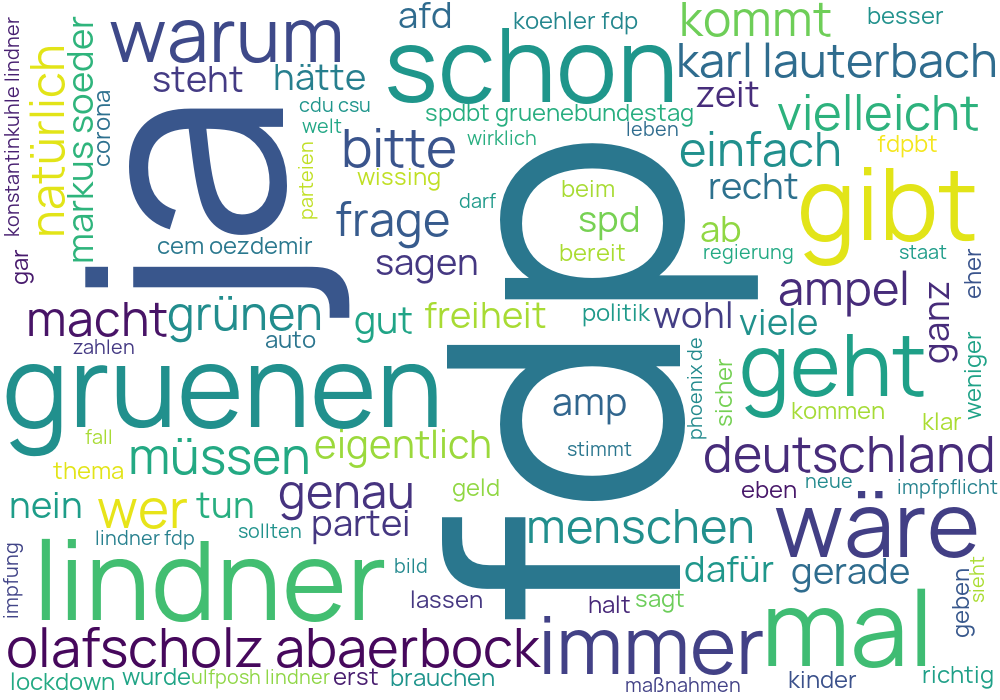 afd
koehler fdp
kommt
besser
warum
schon
karl lauterbach
steht
hätte
zeit
konstantinkuhle lindner
natürlich
markus soeder
corona
cdu csu
welt
spdbt gruenebundestag
leben
vielleicht
wirklich
fdpbt
parteien
bitte
einfach
wissing
recht
gibt
ja
darf
beim
frage
spd
ab
cem oezdemir
bereit
regierung
staat
gar
sagen
eher
ampel
ganz
fdp
macht
grünen
gut
freiheit
politik
wohl
viele
zahlen
auto
phoenix de
sicher
geht
weniger
gruenen
amp
kommen
klar
fall
müssen
eigentlich
stimmt
deutschland
thema
genau
geld
eben
neue
impfpflicht
nein
wer
tun
partei
menschen
wäre
sollten
lindner fdp
impfung
lindner
bild
dafür
gerade
geben
sieht
lassen
halt
sagt
mal
olafscholz abaerbock
immer
lockdown
wurde
ulfposh lindner
erst
brauchen
maßnahmen
kinder
richtig